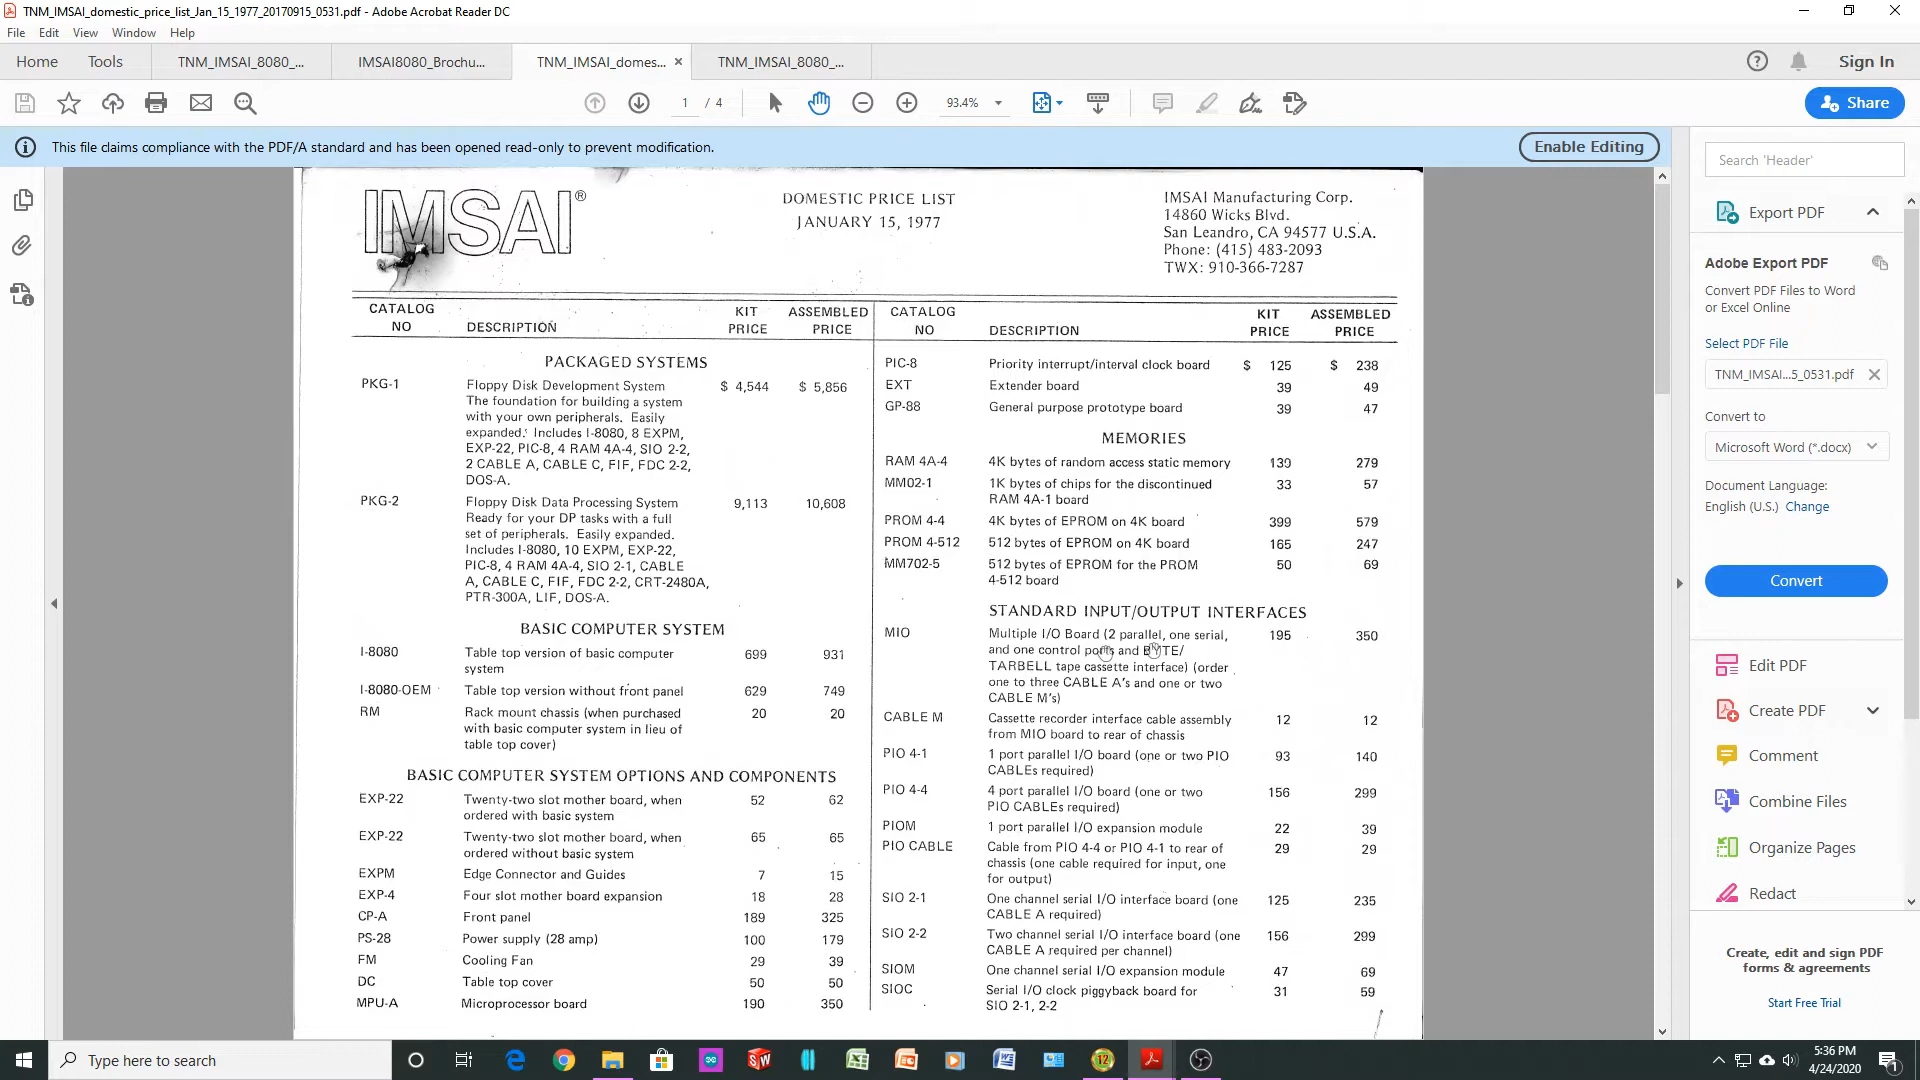 TNM_IMSAI_domestic_price_list_Jan_15_1977_20170915_0531.pdf - Adobe Acrobat Reader DC
File Edit View Window Help
Home Tools TNM_IMSAI_8080_... IMSAI8080_Brochu... TNM_IMSAI_domes... TNM_IMSAI_8080_... Sign In
1 / 4 93.4% Share
This file claims compliance with the PDF/A standard and has been opened read-only to prevent modification. Enable Editing
IMSAI®
DOMESTIC PRICE LIST
JANUARY 15, 1977
IMSAI Manufacturing Corp.
14860 Wicks Blvd.
San Leandro, CA 94577 U.S.A.
Phone: (415) 483-2093
TWX: 910-366-7287
CATALOG NO DESCRIPTION KIT PRICE ASSEMBLED PRICE
PACKAGED SYSTEMS
PKG-1 Floppy Disk Development System $ 4,544 $ 5,856
The foundation for building a system
with your own peripherals. Easily
expanded. Includes I-8080, 8 EXPM,
EXP-22, PIC-8, 4 RAM 4A-4, SIO 2-2,
2 CABLE A, CABLE C, FIF, FDC 2-2,
DOS-A.
PKG-2 Floppy Disk Data Processing System 9,113 10,608
Ready for your DP tasks with a full
set of peripherals. Easily expanded.
Includes I-8080, 10 EXPM, EXP-22,
PIC-8, 4 RAM 4A-4, SIO 2-1, CABLE
A, CABLE C, FIF, FDC 2-2, CRT-2480A,
PTR-300A, LIF, DOS-A.
BASIC COMPUTER SYSTEM
I-8080 Table top version of basic computer 699 931
system
I-8080-OEM Table top version without front panel 629 749
RM Rack mount chassis (when purchased 20 20
with basic computer system in lieu of
table top cover)
BASIC COMPUTER SYSTEM OPTIONS AND COMPONENTS
EXP-22 Twenty-two slot mother board, when 52 62
ordered with basic system
EXP-22 Twenty-two slot mother board, when 65 65
ordered without basic system
EXPM Edge Connector and Guides 7 15
EXP-4 Four slot mother board expansion 18 28
CP-A Front panel 189 325
PS-28 Power supply (28 amp) 100 179
FM Cooling Fan 29 39
DC Table top cover 50 50
MPU-A Microprocessor board 190 350
CATALOG NO DESCRIPTION KIT PRICE ASSEMBLED PRICE
PIC-8 Priority interrupt/interval clock board $ 125 $ 238
EXT Extender board 39 49
GP-88 General purpose prototype board 39 47
MEMORIES
RAM 4A-4 4K bytes of random access static memory 139 279
MM02-1 1K bytes of chips for the discontinued 33 57
RAM 4A-1 board
PROM 4-4 4K bytes of EPROM on 4K board 399 579
PROM 4-512 512 bytes of EPROM on 4K board 165 247
MM702-5 512 bytes of EPROM for the PROM 50 69
4-512 board
STANDARD INPUT/OUTPUT INTERFACES
MIO Multiple I/O Board (2 parallel, one serial, 195 350
and one control ports and BYTE/
TARBELL tape cassette interface) (order
one to three CABLE A's and one or two
CABLE M's)
CABLE M Cassette recorder interface cable assembly 12 12
from MIO board to rear of chassis
PIO 4-1 1 port parallel I/O board (one or two PIO 93 140
CABLEs required)
PIO 4-4 4 port parallel I/O board (one or two 156 299
PIO CABLEs required)
PIOM 1 port parallel I/O expansion module 22 39
PIO CABLE Cable from PIO 4-4 or PIO 4-1 to rear of 29 29
chassis (one cable required for input, one
for output)
SIO 2-1 One channel serial I/O interface board (one 125 235
CABLE A required)
SIO 2-2 Two channel serial I/O interface board (one 156 299
CABLE A required per channel)
SIOM One channel serial I/O expansion module 47 69
SIOC Serial I/O clock piggyback board for 31 59
SIO 2-1, 2-2
Search 'Header'
Export PDF
Adobe Export PDF
Convert PDF Files to Word
or Excel Online
Select PDF File
TNM_IMSAI...5_0531.pdf
Convert to
Microsoft Word (*.docx)
Document Language:
English (U.S.) Change
Convert
Edit PDF
Create PDF
Comment
Combine Files
Organize Pages
Redact
Create, edit and sign PDF
forms & agreements
Start Free Trial
Type here to search
12
5:36 PM
4/24/2020
1